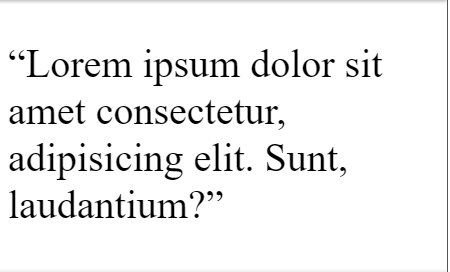 “Lorem ipsum dolor sit
amet consectetur,
adipisicing elit. Sunt,
laudantium?”